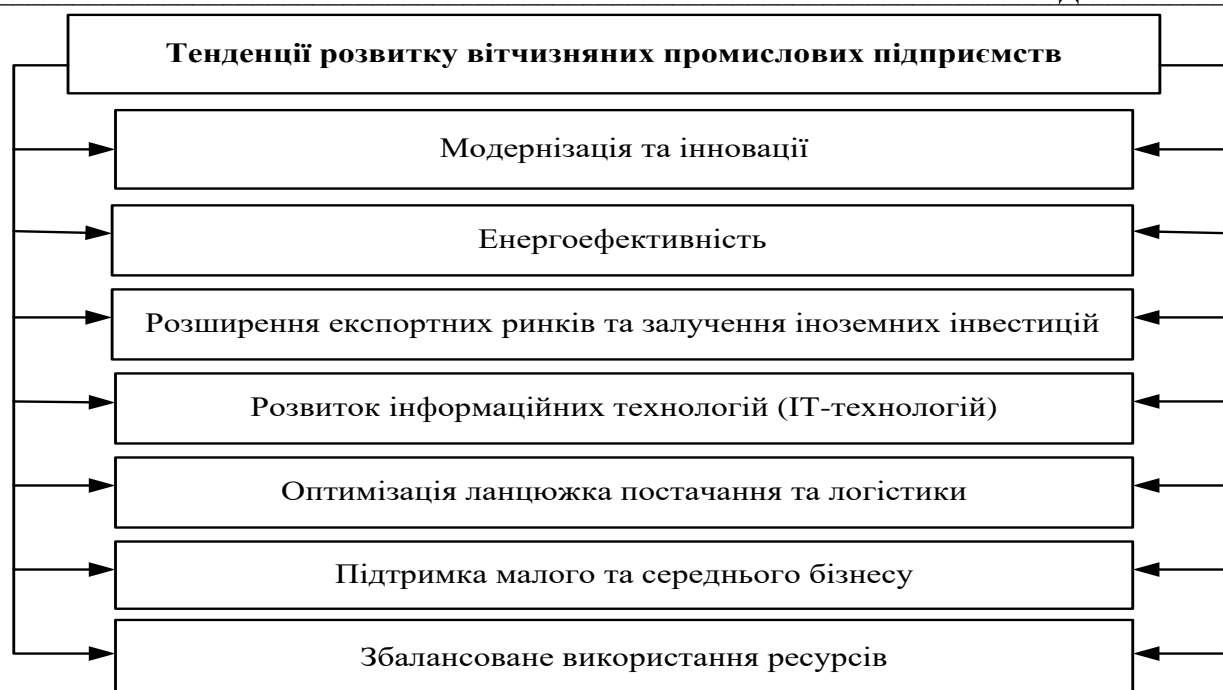 Тенденції розвитку вітчизняних промислових підприємств
Модернізація та інновації
Енергоефективність
Розширення експортних ринків та залучення іноземних інвестицій
Розвиток інформаційних технологій (ІТ-технологій)
Оптимізація ланцюжка постачання та логістики
Підтримка малого та середнього бізнесу
Збалансоване використання ресурсів